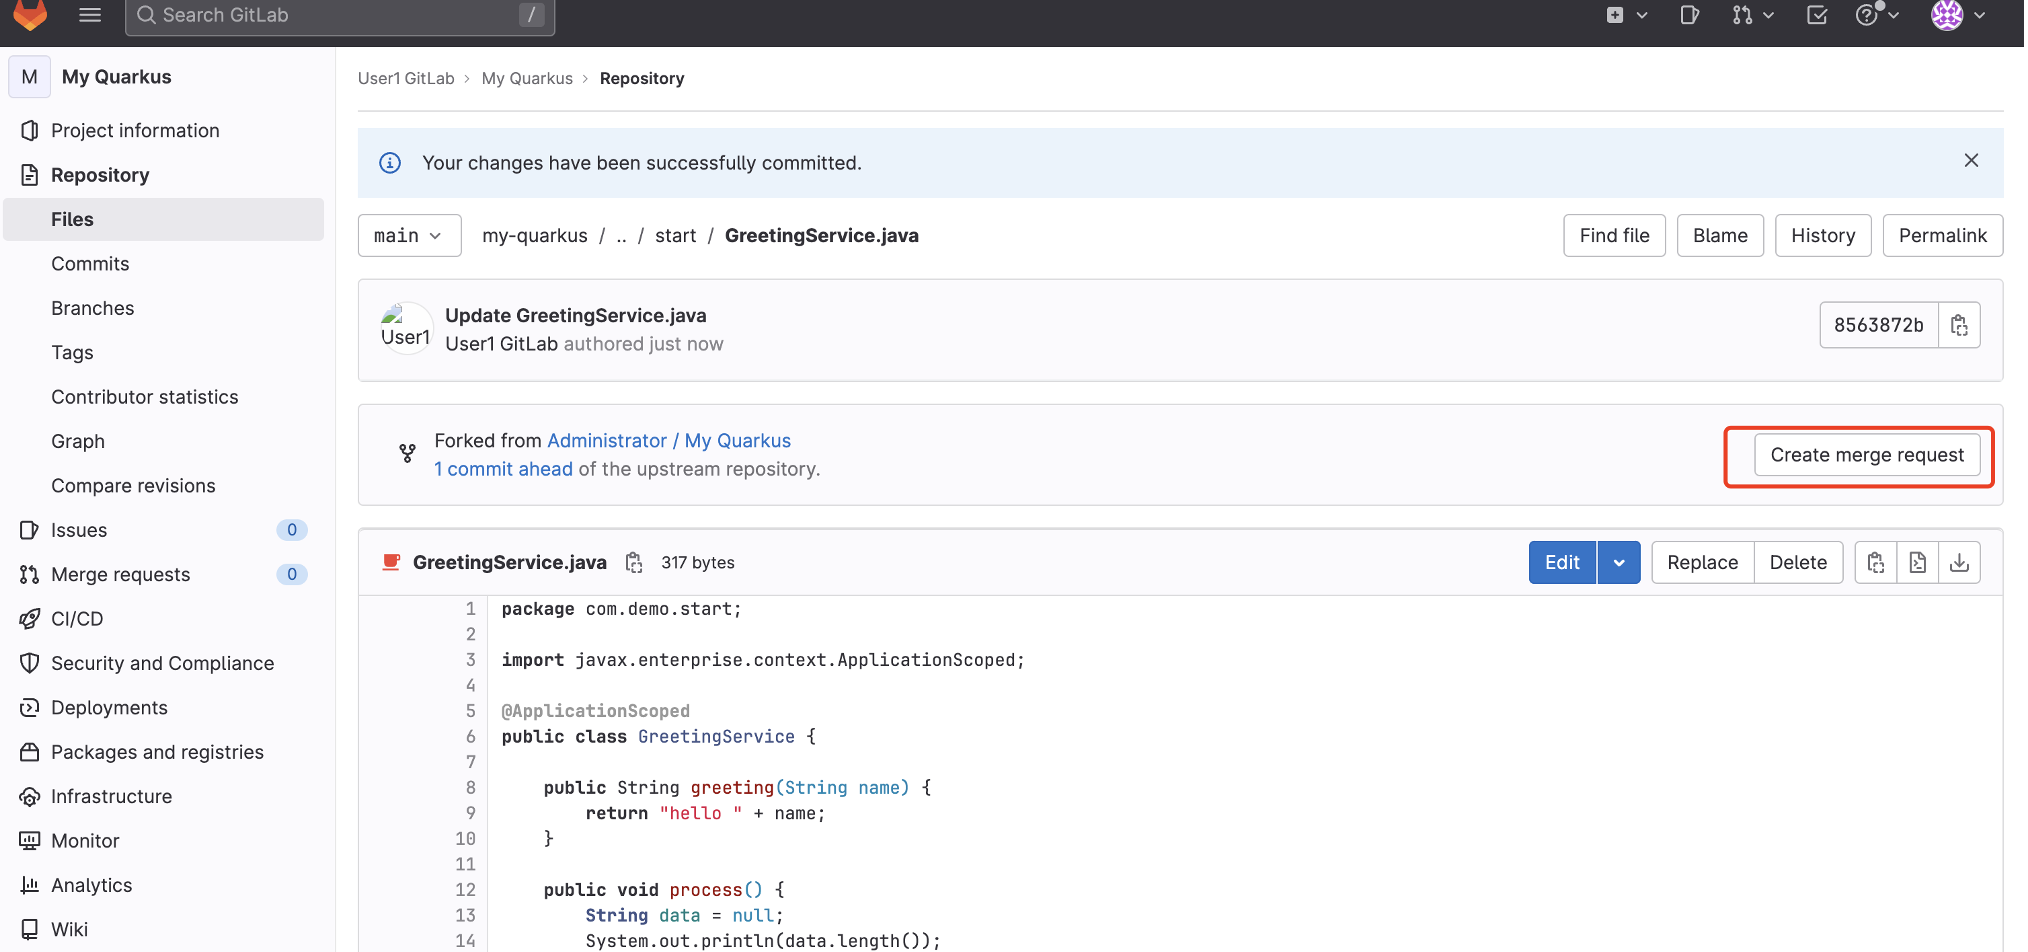 Search GitLab /
M My Quarkus
Project information
Repository
Files
Commits
Branches
Tags
Contributor statistics
Graph
Compare revisions
Issues 0
Merge requests 0
CI/CD
Security and Compliance
Deployments
Packages and registries
Infrastructure
Monitor
Analytics
Wiki
User1 GitLab > My Quarkus > Repository
Your changes have been successfully committed.
main my-quarkus / .. / start / GreetingService.java Find file Blame History Permalink
User1
Update GreetingService.java
User1 GitLab authored just now
8563872b
Forked from Administrator / My Quarkus
1 commit ahead of the upstream repository.
Create merge request
GreetingService.java 317 bytes Edit Replace Delete
1 package com.demo.start;
2
3 import javax.enterprise.context.ApplicationScoped;
4
5 @ApplicationScoped
6 public class GreetingService {
7
8 public String greeting(String name) {
9 return "hello " + name;
10 }
11
12 public void process() {
13 String data = null;
14 System.out.println(data.length());